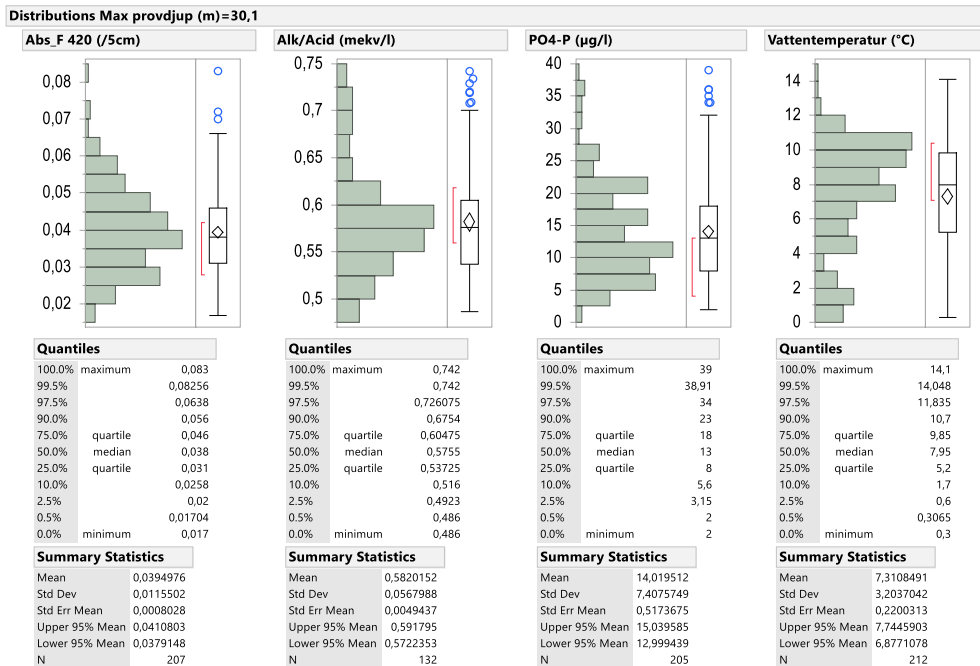 Distributions Max provdjup (m)=30,1
Abs_F 420 (/5cm)
0,08
0,07
0,06
0,05
0,04
0,03
0,02
Quantiles
100.0% maximum 0,083
99.5% 0,08256
97.5% 0,0638
90.0% 0,056
75.0% quartile 0,046
50.0% median 0,038
25.0% quartile 0,031
10.0% 0,0258
2.5% 0,02
0.5% 0,01704
0.0% minimum 0,017
Summary Statistics
Mean 0,0394976
Std Dev 0,0115502
Std Err Mean 0,0008028
Upper 95% Mean 0,0410803
Lower 95% Mean 0,0379148
N 207
Alk/Acid (mekv/l)
0,75
0,7
0,65
0,6
0,55
0,5
Quantiles
100.0% maximum 0,742
99.5% 0,742
97.5% 0,726075
90.0% 0,6754
75.0% quartile 0,60475
50.0% median 0,5755
25.0% quartile 0,53725
10.0% 0,516
2.5% 0,4923
0.5% 0,486
0.0% minimum 0,486
Summary Statistics
Mean 0,5820152
Std Dev 0,0567988
Std Err Mean 0,0049437
Upper 95% Mean 0,591795
Lower 95% Mean 0,5722353
N 132
PO4-P (µg/l)
40
35
30
25
20
15
10
5
0
Quantiles
100.0% maximum 39
99.5% 38,91
97.5% 34
90.0% 23
75.0% quartile 18
50.0% median 13
25.0% quartile 8
10.0% 5,6
2.5% 3,15
0.5% 2
0.0% minimum 2
Summary Statistics
Mean 14,019512
Std Dev 7,4075749
Std Err Mean 0,5173675
Upper 95% Mean 15,039585
Lower 95% Mean 12,999439
N 205
Vattentemperatur (°C)
14
12
10
8
6
4
2
0
Quantiles
100.0% maximum 14,1
99.5% 14,048
97.5% 11,835
90.0% 10,7
75.0% quartile 9,85
50.0% median 7,95
25.0% quartile 5,2
10.0% 1,7
2.5% 0,6
0.5% 0,3065
0.0% minimum 0,3
Summary Statistics
Mean 7,3108491
Std Dev 3,2037042
Std Err Mean 0,2200313
Upper 95% Mean 7,7445903
Lower 95% Mean 6,8771078
N 212